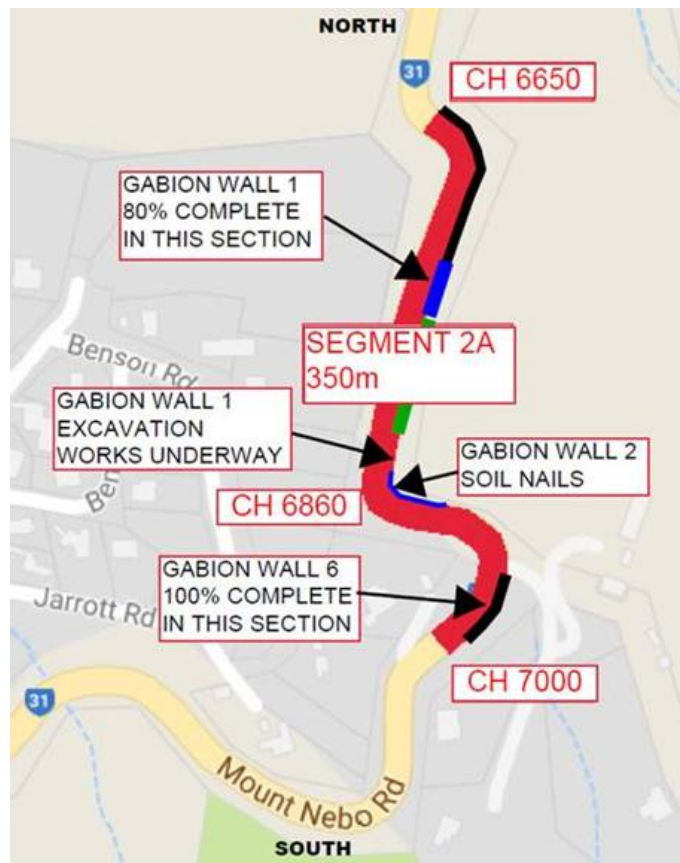 NORTH
31
CH 6650
GABION WALL 1
80% COMPLETE
IN THIS SECTION
Benson Rd
SEGMENT 2A
350m
GABION WALL 1
EXCAVATION
WORKS UNDERWAY
GABION WALL 2
SOIL NAILS
Ben
CH 6860
GABION WALL 6
100% COMPLETE
IN THIS SECTION
Jarrott Rd
CH 7000
31
Mount Nebo Rd
SOUTH